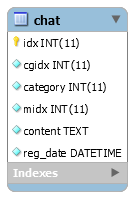 chat
idx INT(11)
cgidx INT(11)
category INT(11)
midx INT(11)
content TEXT
reg_date DATETIME
Indexes